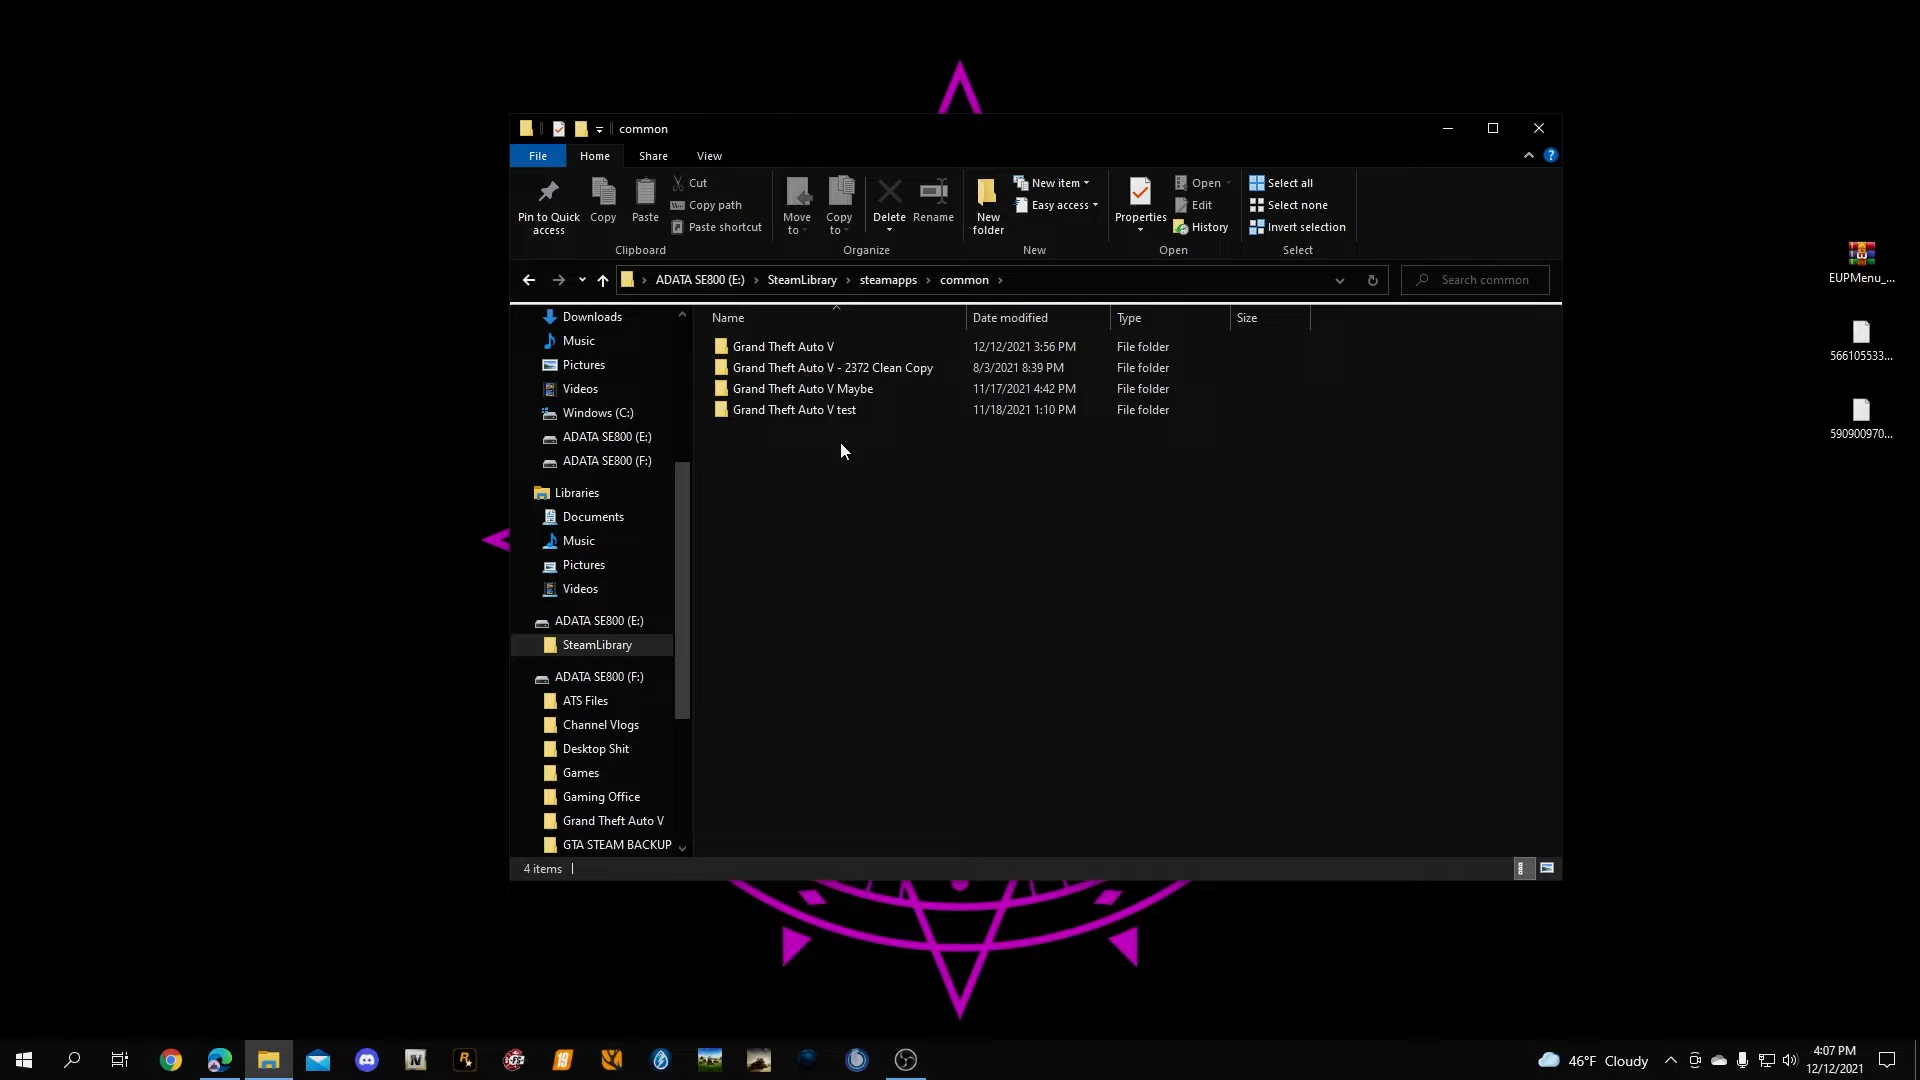 common
File
Home
Share
View
Pin to Quick access
Copy
Paste
Cut
Copy path
Paste shortcut
Clipboard
Move to
Copy to
Delete
Rename
Organize
New folder
New item
Easy access
New
Properties
Open
Edit
History
Open
Select all
Select none
Invert selection
Select
ADATA SE800 (E:) > SteamLibrary > steamapps > common >
Search common
Name
Date modified
Type
Size
Grand Theft Auto V 12/12/2021 3:56 PM File folder
Grand Theft Auto V - 2372 Clean Copy 8/3/2021 8:39 PM File folder
Grand Theft Auto V Maybe 11/17/2021 4:42 PM File folder
Grand Theft Auto V test 11/18/2021 1:10 PM File folder
Downloads
Music
Pictures
Videos
Windows (C:)
ADATA SE800 (E:)
ADATA SE800 (F:)
Libraries
Documents
Music
Pictures
Videos
ADATA SE800 (E:)
SteamLibrary
ADATA SE800 (F:)
ATS Files
Channel Vlogs
Desktop Shit
Games
Gaming Office
Grand Theft Auto V
GTA STEAM BACKUP
4 items
EUPMenu_...
566105533...
590900970...
IV
R
19
46°F Cloudy
4:07 PM
12/12/2021